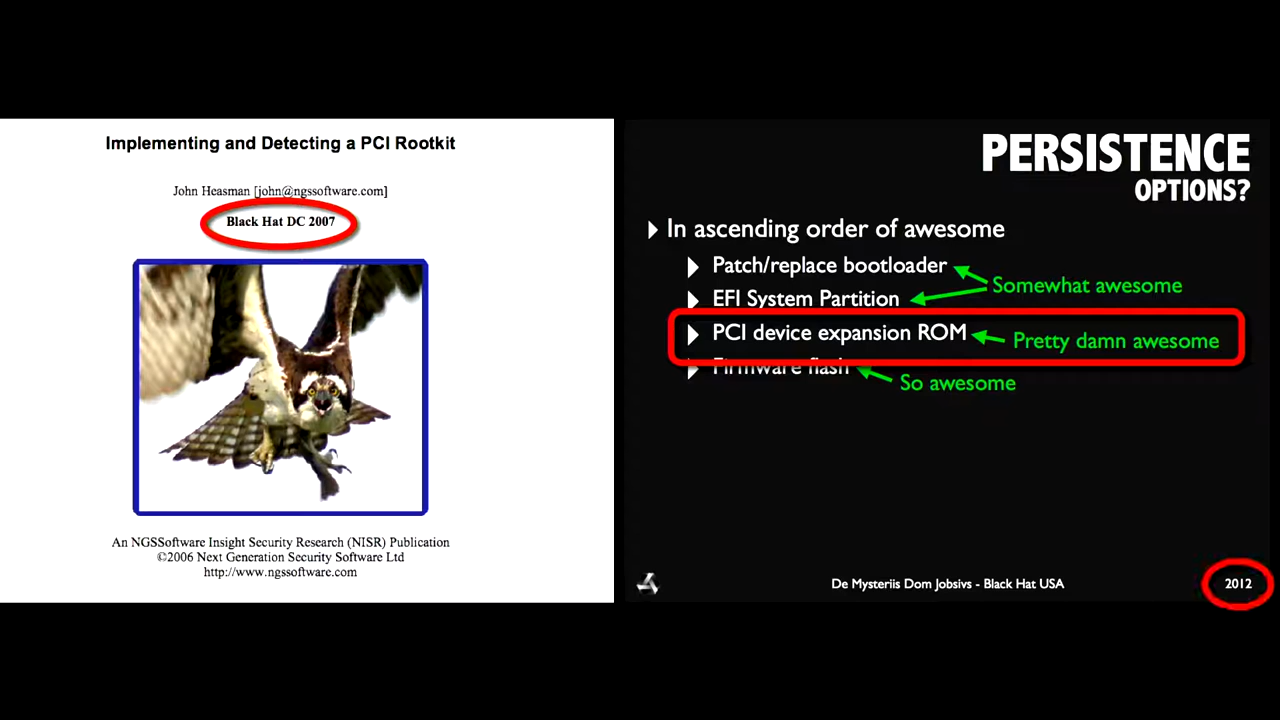 Implementing and Detecting a PCI Rootkit
John Heasman [john@ngssoftware.com]
Black Hat DC 2007
An NGSSoftware Insight Security Research (NISR) Publication
©2006 Next Generation Security Software Ltd
http://www.ngssoftware.com
PERSISTENCE
OPTIONS?
In ascending order of awesome
Patch/replace bootloader
Somewhat awesome
EFI System Partition
PCI device expansion ROM
Pretty damn awesome
Firmware flash
So awesome
De Mysteriis Dom Jobsivs - Black Hat USA
2012